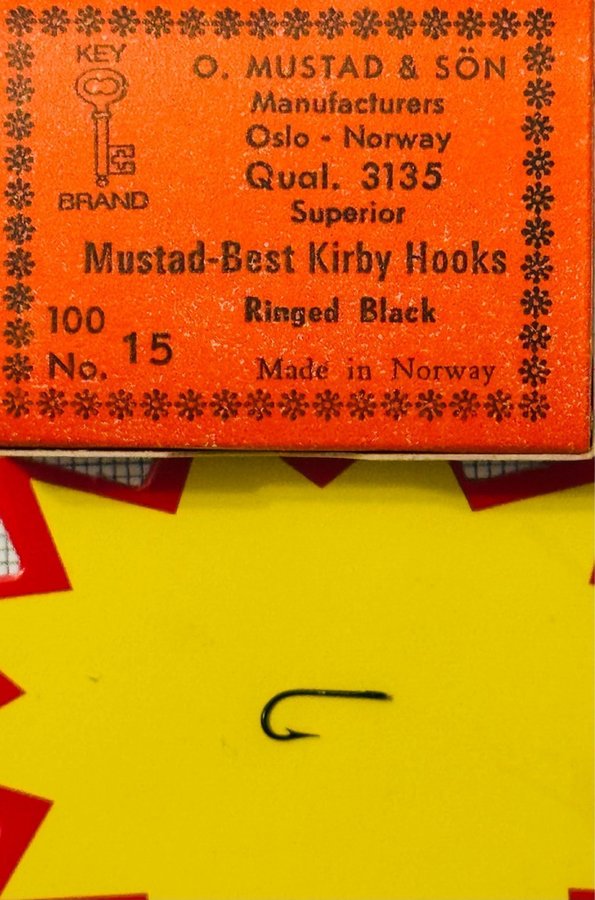 KEY
BRAND
O. MUSTAD & SÖN
Manufacturers
Oslo - Norway
Qual. 3135
Superior
Mustad-Best Kirby Hooks
Ringed Black
100
No. 15
Made in Norway